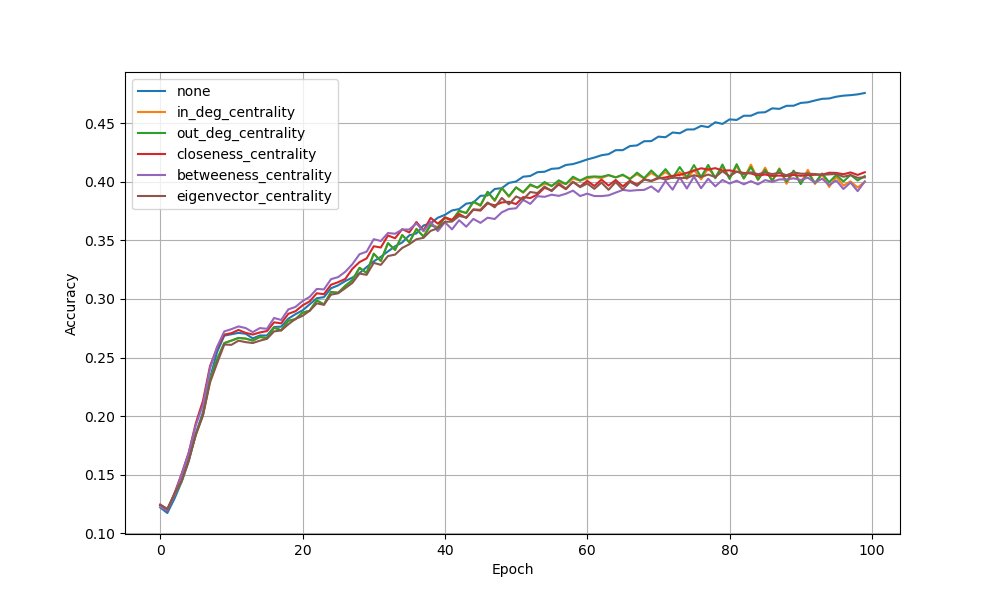 none
in_deg_centrality
out_deg_centrality
closeness_centrality
betweeness_centrality
eigenvector_centrality
Accuracy
0.45
0.40
0.35
0.30
0.25
0.20
0.15
0.10
0 20 40 60 80 100
Epoch